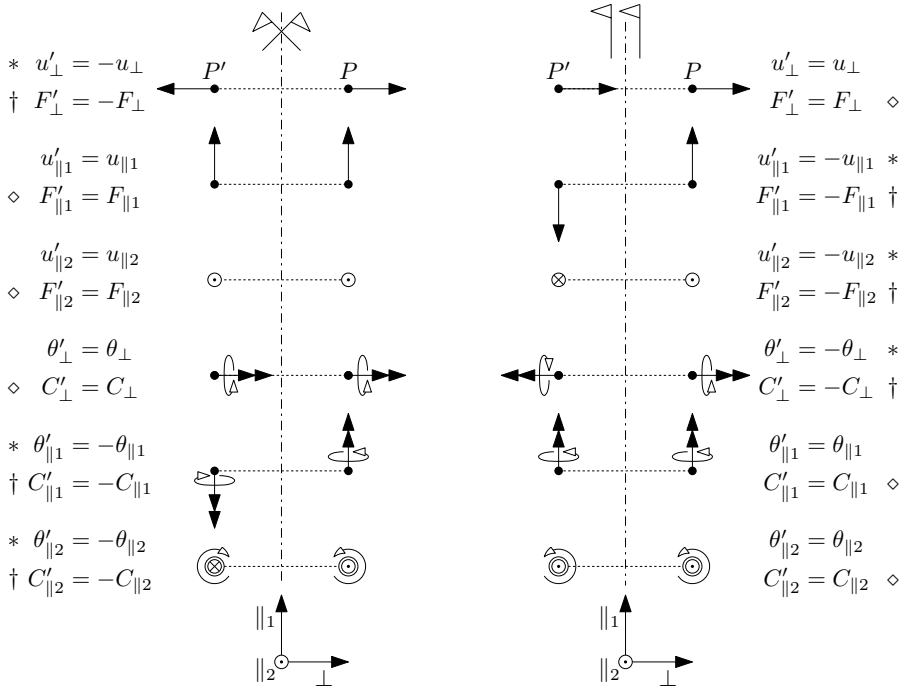 * u′⊥ = −u⊥
† F′⊥ = −F⊥
u′∥1 = u∥1
⋄ F′∥1 = F∥1
u′∥2 = u∥2
⋄ F′∥2 = F∥2
θ′⊥ = θ⊥
⋄ C′⊥ = C⊥
* θ′∥1 = −θ∥1
† C′∥1 = −C∥1
* θ′∥2 = −θ∥2
† C′∥2 = −C∥2
P′ P
∥1
∥2
⊥
P′ P
∥1
∥2
⊥
u′⊥ = u⊥
F′⊥ = F⊥ ⋄
u′∥1 = −u∥1 *
F′∥1 = −F∥1 †
u′∥2 = −u∥2 *
F′∥2 = −F∥2 †
θ′⊥ = −θ⊥ *
C′⊥ = −C⊥ †
θ′∥1 = θ∥1
C′∥1 = C∥1 ⋄
θ′∥2 = θ∥2
C′∥2 = C∥2 ⋄